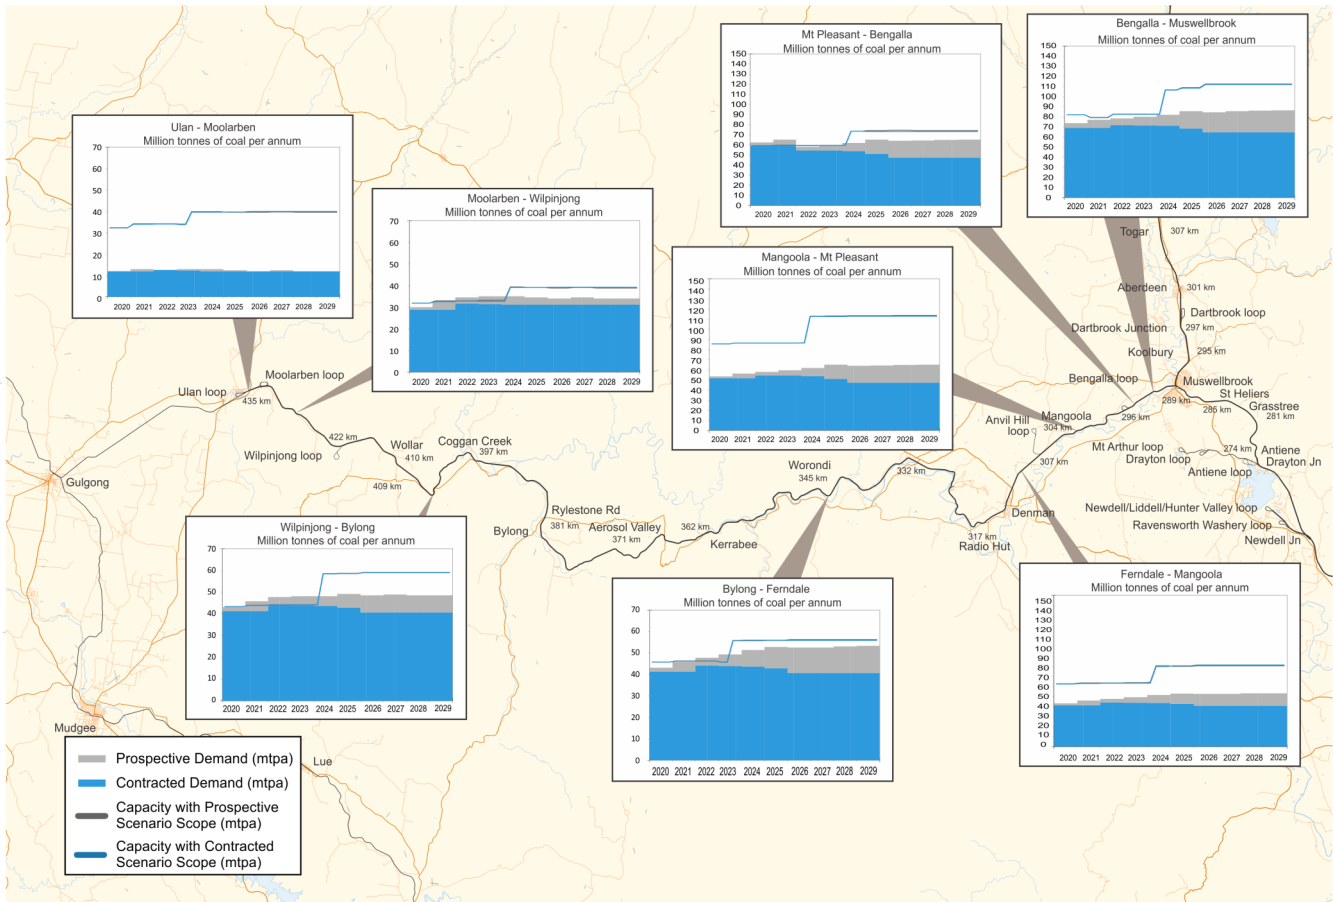 Mt Pleasant - Bengalla
Million tonnes of coal per annum
150
140
130
120
110
100
90
80
70
60
50
40
30
20
10
0
2020 2021 2022 2023 2024 2025 2026 2027 2028 2029
Bengalla - Muswellbrook
Million tonnes of coal per annum
150
140
130
120
110
100
90
80
70
60
50
40
30
20
10
0
2020 2021 2022 2023 2024 2025 2026 2027 2028 2029
Ulan - Moolarben
Million tonnes of coal per annum
70
60
50
40
30
20
10
0
2020 2021 2022 2023 2024 2025 2026 2027 2028 2029
Moolarben - Wilpinjong
Million tonnes of coal per annum
70
60
50
40
30
20
10
0
2020 2021 2022 2023 2024 2025 2026 2027 2028 2029
Mangoola - Mt Pleasant
Million tonnes of coal per annum
150
140
130
120
110
100
90
80
70
60
50
40
30
20
10
0
2020 2021 2022 2023 2024 2025 2026 2027 2028 2029
Togar
307 km
Aberdeen
301 km
Dartbrook loop
Dartbrook Junction
297 km
Koolbury
295 km
Bengalla loop
Muswellbrook
St Heliers
289 km
285 km
Grasstree
281 km
296 km
Mangoola
304 km
Anvil Hill
loop
307 km
Mt Arthur loop
Drayton loop
274 km
Antiene
Drayton Jn
Antiene loop
Newdell/Liddell/Hunter Valley loop
Ravensworth Washery loop
Newdell Jn
Ulan loop
Moolarben loop
435 km
422 km
Wilpinjong loop
Wollar
410 km
409 km
Coggan Creek
397 km
Gulgong
Bylong
Rylestone Rd
381 km
Aerosol Valley
371 km
362 km
Kerrabee
Worondi
345 km
332 km
Denman
317 km
Radio Hut
Wilpinjong - Bylong
Million tonnes of coal per annum
70
60
50
40
30
20
10
0
2020 2021 2022 2023 2024 2025 2026 2027 2028 2029
Bylong - Ferndale
Million tonnes of coal per annum
70
60
50
40
30
20
10
0
2020 2021 2022 2023 2024 2025 2026 2027 2028 2029
Ferndale - Mangoola
Million tonnes of coal per annum
150
140
130
120
110
100
90
80
70
60
50
40
30
20
10
0
2020 2021 2022 2023 2024 2025 2026 2027 2028 2029
Mudgee
Lue
Prospective Demand (mtpa)
Contracted Demand (mtpa)
Capacity with Prospective
Scenario Scope (mtpa)
Capacity with Contracted
Scenario Scope (mtpa)